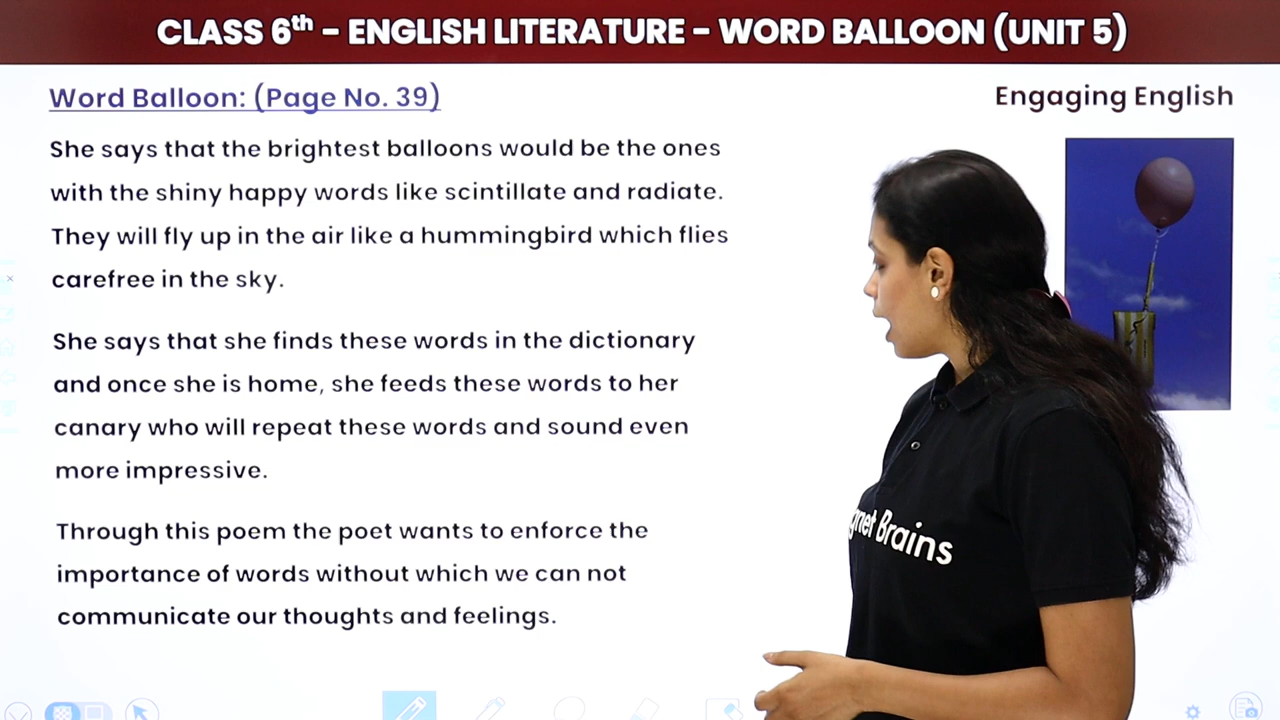 CLASS 6th - ENGLISH LITERATURE - WORD BALLOON (UNIT 5)
Word Balloon: (Page No. 39)
Engaging English
She says that the brightest balloons would be the ones
with the shiny happy words like scintillate and radiate.
They will fly up in the air like a hummingbird which flies
carefree in the sky.
She says that she finds these words in the dictionary
and once she is home, she feeds these words to her
canary who will repeat these words and sound even
more impressive.
Through this poem the poet wants to enforce the
importance of words without which we can not
communicate our thoughts and feelings.
Brains